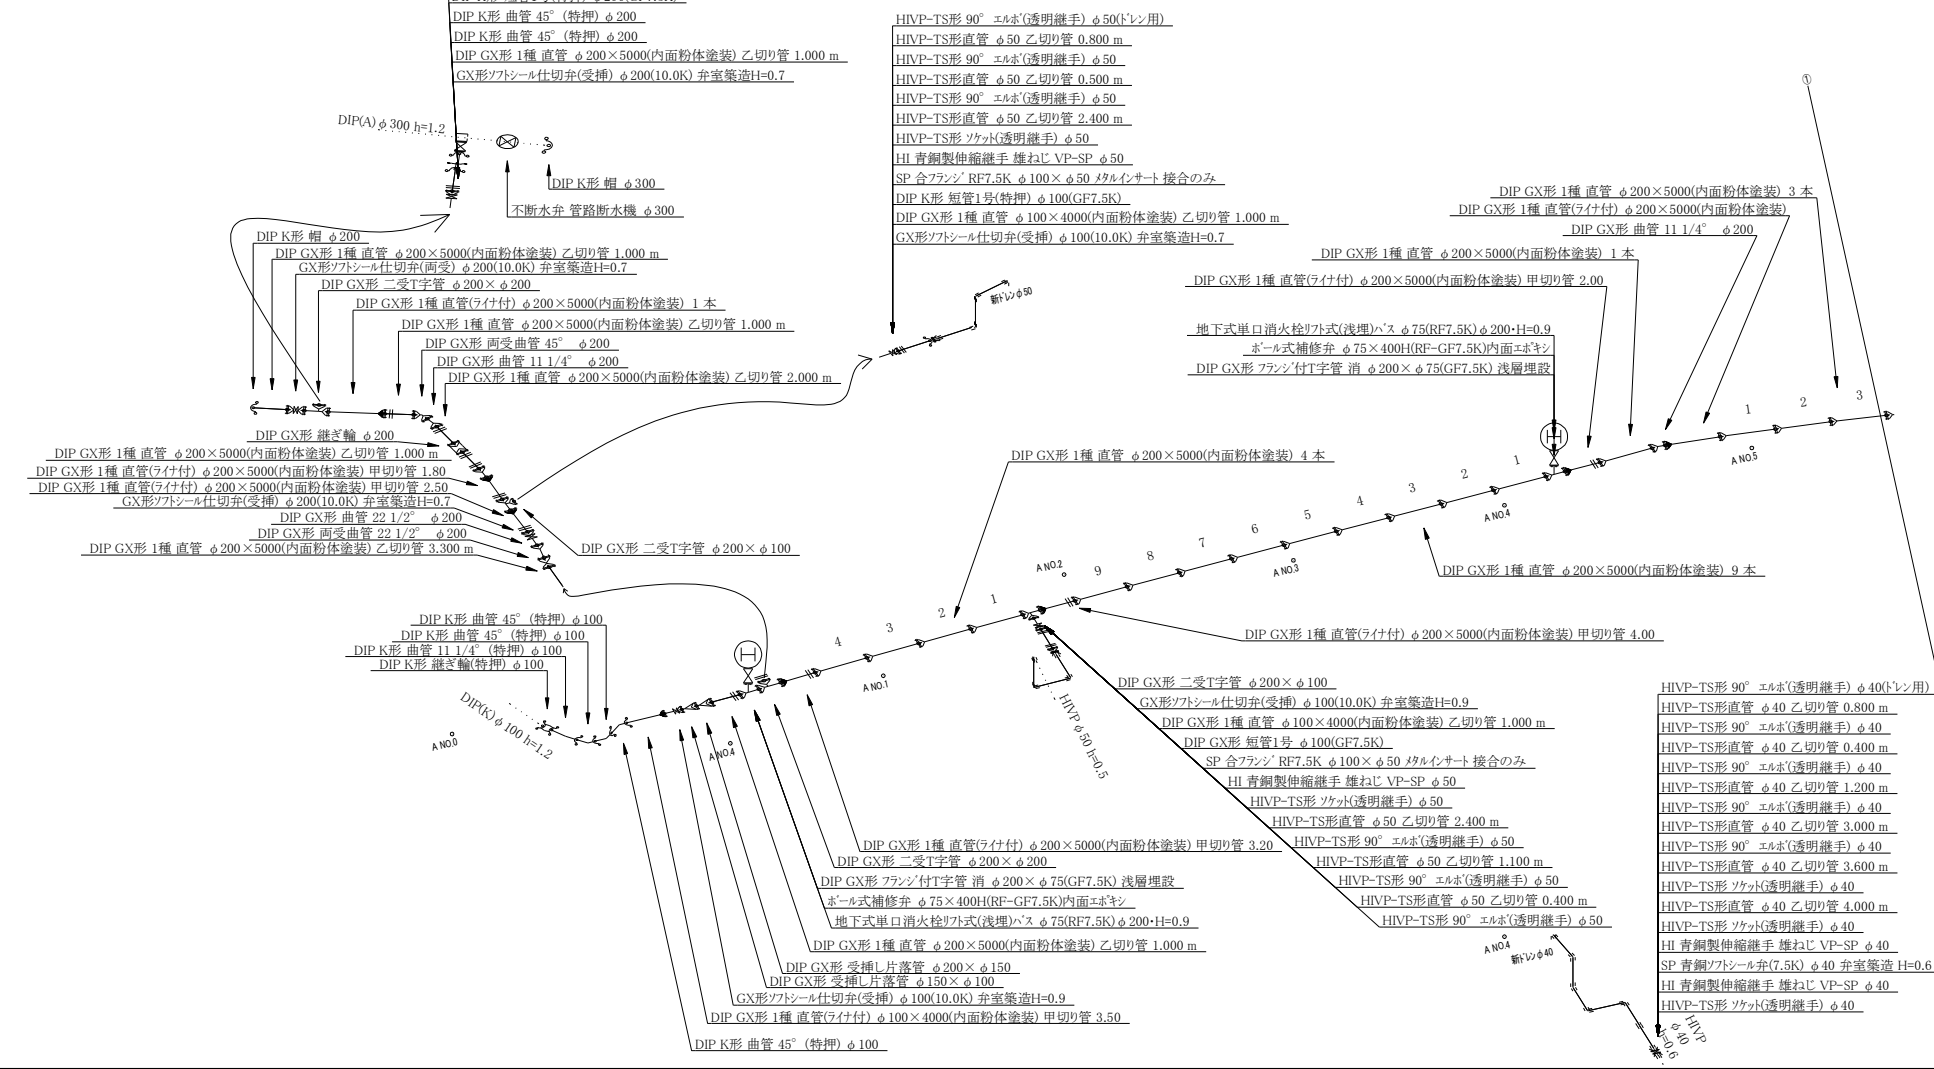 DIP K形 曲管 45°(特押) φ200
DIP K形 曲管 45°(特押) φ200
DIP GX形 1種 直管 φ200×5000(内面粉体塗装) 乙切り管 1.000 m
GX形ソフトシール仕切弁(受挿) φ200(10.0K) 弁室築造H=0.7
DIP(A) φ300 h=1.2
DIP K形 帽 φ300
不断水弁 管路断水機 φ300
HIVP-TS形 90° エルボ(透明継手) φ50(ドレン用)
HIVP-TS形直管 φ50 乙切り管 0.800 m
HIVP-TS形 90° エルボ(透明継手) φ50
HIVP-TS形直管 φ50 乙切り管 0.500 m
HIVP-TS形 90° エルボ(透明継手) φ50
HIVP-TS形直管 φ50 乙切り管 2.400 m
HIVP-TS形 ソケット(透明継手) φ50
HI 青銅製伸縮継手 雄ねじ VP-SP φ50
SP 合フランジ RF7.5K φ100×φ50 メタルインサート 接合のみ
DIP K形 短管1号(特押) φ100(GF7.5K)
DIP GX形 1種 直管 φ100×4000(内面粉体塗装) 乙切り管 1.000 m
GX形ソフトシール仕切弁(受挿) φ100(10.0K) 弁室築造H=0.7
新ドレンφ50
①
DIP GX形 1種 直管 φ200×5000(内面粉体塗装) 3 本
DIP GX形 1種 直管(ライナ付) φ200×5000(内面粉体塗装)
DIP GX形 曲管 11 1/4° φ200
DIP GX形 1種 直管 φ200×5000(内面粉体塗装) 1 本
DIP GX形 1種 直管(ライナ付) φ200×5000(内面粉体塗装) 甲切り管 2.00
地下式単口消火栓リフト式(浅埋)バス φ75(RF7.5K)φ200・H=0.9
ボール式補修弁 φ75×400H(RF-GF7.5K)内面エポキシ
DIP GX形 フランジ付T字管 消 φ200×φ75(GF7.5K) 浅層埋設
DIP K形 帽 φ200
DIP GX形 1種 直管 φ200×5000(内面粉体塗装) 乙切り管 1.000 m
GX形ソフトシール仕切弁(両受) φ200(10.0K) 弁室築造H=0.7
DIP GX形 二受T字管 φ200×φ200
DIP GX形 1種 直管(ライナ付) φ200×5000(内面粉体塗装) 1 本
DIP GX形 1種 直管 φ200×5000(内面粉体塗装) 乙切り管 1.000 m
DIP GX形 両受曲管 45° φ200
DIP GX形 曲管 11 1/4° φ200
DIP GX形 1種 直管 φ200×5000(内面粉体塗装) 乙切り管 2.000 m
DIP GX形 継ぎ輪 φ200
DIP GX形 1種 直管 φ200×5000(内面粉体塗装) 乙切り管 1.000 m
DIP GX形 1種 直管(ライナ付) φ200×5000(内面粉体塗装) 甲切り管 1.80
DIP GX形 1種 直管(ライナ付) φ200×5000(内面粉体塗装) 甲切り管 2.50
GX形ソフトシール仕切弁(受挿) φ200(10.0K) 弁室築造H=0.7
DIP GX形 曲管 22 1/2° φ200
DIP GX形 両受曲管 22 1/2° φ200
DIP GX形 1種 直管 φ200×5000(内面粉体塗装) 乙切り管 3.300 m
DIP GX形 二受T字管 φ200×φ100
DIP GX形 1種 直管 φ200×5000(内面粉体塗装) 4 本
H
1 2 3
A NO.5
1
2
3
4
5
6
7
8
9
A NO.4
A NO.3
A NO.2
DIP GX形 1種 直管 φ200×5000(内面粉体塗装) 9 本
DIP GX形 1種 直管(ライナ付) φ200×5000(内面粉体塗装) 甲切り管 4.00
1
2
3
4
A NO.1
H
DIP K形 曲管 45°(特押) φ100
DIP K形 曲管 45°(特押) φ100
DIP K形 曲管 11 1/4°(特押) φ100
DIP K形 継ぎ輪(特押) φ100
DIP(K) φ100 h=1.2
A NO.0
A NO.4
HIVP φ50 h=0.5
DIP GX形 二受T字管 φ200×φ100
GX形ソフトシール仕切弁(受挿) φ100(10.0K) 弁室築造H=0.9
DIP GX形 1種 直管 φ100×4000(内面粉体塗装) 乙切り管 1.000 m
DIP GX形 短管1号 φ100(GF7.5K)
SP 合フランジ RF7.5K φ100×φ50 メタルインサート 接合のみ
HI 青銅製伸縮継手 雄ねじ VP-SP φ50
HIVP-TS形 ソケット(透明継手) φ50
HIVP-TS形直管 φ50 乙切り管 2.400 m
HIVP-TS形 90° エルボ(透明継手) φ50
HIVP-TS形直管 φ50 乙切り管 1.100 m
HIVP-TS形 90° エルボ(透明継手) φ50
HIVP-TS形直管 φ50 乙切り管 0.400 m
HIVP-TS形 90° エルボ(透明継手) φ50
DIP GX形 1種 直管(ライナ付) φ200×5000(内面粉体塗装) 甲切り管 3.20
DIP GX形 二受T字管 φ200×φ200
DIP GX形 フランジ付T字管 消 φ200×φ75(GF7.5K) 浅層埋設
ボール式補修弁 φ75×400H(RF-GF7.5K)内面エポキシ
地下式単口消火栓リフト式(浅埋)バス φ75(RF7.5K)φ200・H=0.9
DIP GX形 1種 直管 φ200×5000(内面粉体塗装) 乙切り管 1.000 m
DIP GX形 受挿し片落管 φ200×φ150
DIP GX形 受挿し片落管 φ150×φ100
GX形ソフトシール仕切弁(受挿) φ100(10.0K) 弁室築造H=0.9
DIP GX形 1種 直管(ライナ付) φ100×4000(内面粉体塗装) 甲切り管 3.50
DIP K形 曲管 45°(特押) φ100
HIVP-TS形 90° エルボ(透明継手) φ40(ドレン用)
HIVP-TS形直管 φ40 乙切り管 0.800 m
HIVP-TS形 90° エルボ(透明継手) φ40
HIVP-TS形直管 φ40 乙切り管 0.400 m
HIVP-TS形 90° エルボ(透明継手) φ40
HIVP-TS形直管 φ40 乙切り管 1.200 m
HIVP-TS形 90° エルボ(透明継手) φ40
HIVP-TS形直管 φ40 乙切り管 3.000 m
HIVP-TS形 90° エルボ(透明継手) φ40
HIVP-TS形直管 φ40 乙切り管 3.600 m
HIVP-TS形 ソケット(透明継手) φ40
HIVP-TS形直管 φ40 乙切り管 4.000 m
HIVP-TS形 ソケット(透明継手) φ40
HI 青銅製伸縮継手 雄ねじ VP-SP φ40
SP 青銅ソフトシール弁(7.5K) φ40 弁室築造 H=0.6
HI 青銅製伸縮継手 雄ねじ VP-SP φ40
HIVP-TS形 ソケット(透明継手) φ40
A NO.4
新ドレンφ40
HIVP
φ40
h=0.6